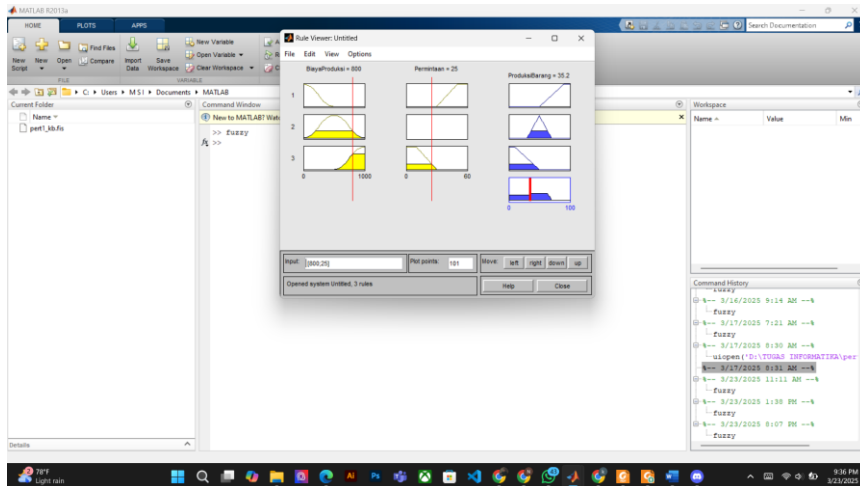 MATLAB R2013a
HOME PLOTS APPS
Search Documentation
New Script
New
Open
Find Files
Compare
Import Data
Save Workspace
New Variable
Open Variable
Clear Workspace
FILE
VARIABLE
C: Users MSI Documents MATLAB
Current Folder
Name
pert1_kb.fis
Details
Command Window
New to MATLAB? Watc
>> fuzzy
fx >>
Rule Viewer: Untitled
File Edit View Options
BiayaProduksi = 800
Permintaan = 25
ProduksiBarang = 35.2
1
2
3
0 1000
0 60
0 100
Input: [800;25]
Plot points: 101
Move: left right down up
Opened system Untitled, 3 rules
Help Close
Workspace
Name Value Min
Command History
fuzzy
%-- 3/16/2025 9:14 AM --%
fuzzy
%-- 3/17/2025 7:21 AM --%
fuzzy
%-- 3/17/2025 8:30 AM --%
uiopen('D:\TUGAS INFORMATIKA\per
%-- 3/17/2025 8:31 AM --%
%-- 3/23/2025 11:11 AM --%
fuzzy
%-- 3/23/2025 1:38 PM --%
fuzzy
%-- 3/23/2025 8:07 PM --%
fuzzy
78°F
Light rain
9:36 PM
3/23/2025